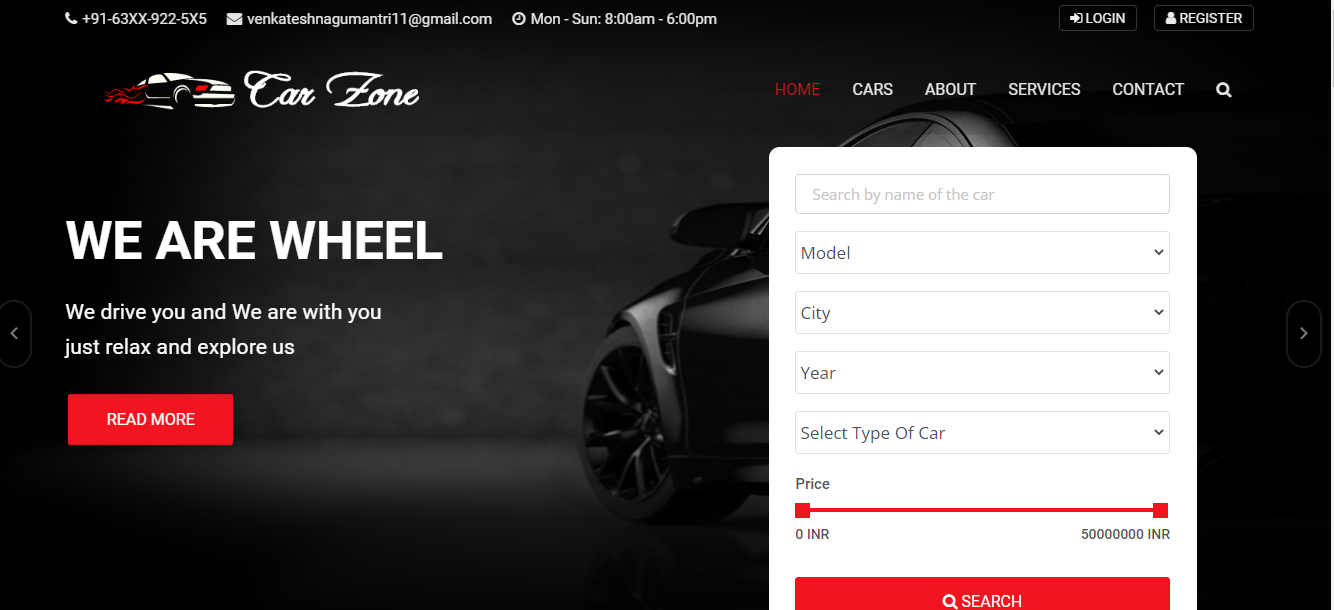 +91-63XX-922-5X5 venkateshnagumantri11@gmail.com Mon - Sun: 8:00am - 6:00pm LOGIN REGISTER
Car Zone HOME CARS ABOUT SERVICES CONTACT
Search by name of the car
WE ARE WHEEL
Model
We drive you and We are with you
City
just relax and explore us
Year
READ MORE
Select Type Of Car
Price
0 INR 50000000 INR
SEARCH